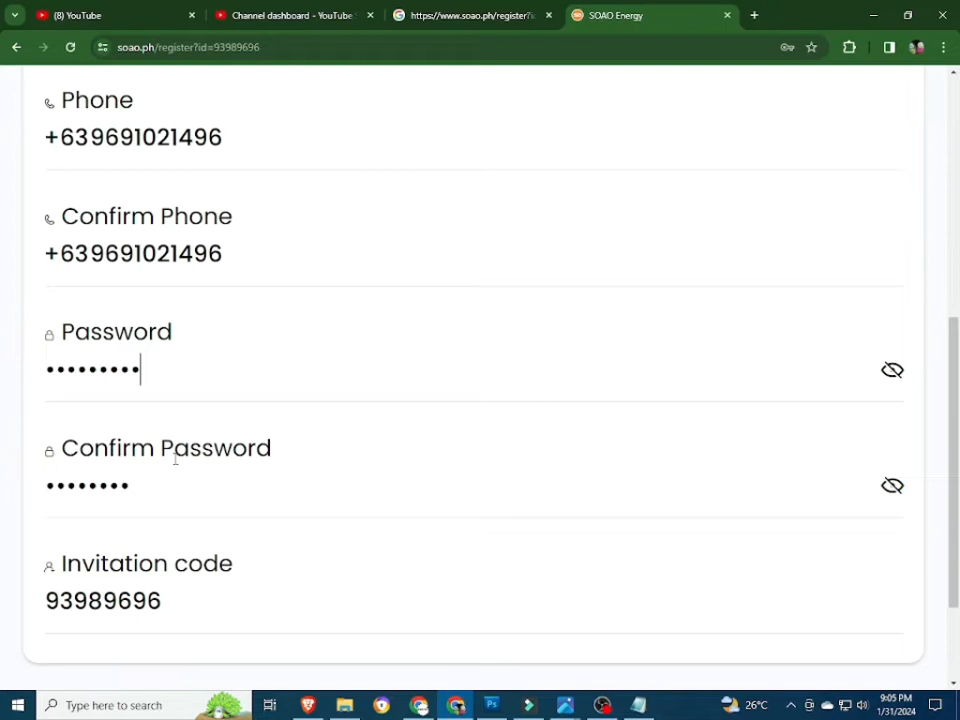 (8) YouTube
Channel dashboard - YouTube
https://www.soao.ph/register?i
SOAO Energy
soao.ph/register?id=93989696
Phone
+639691021496
Confirm Phone
+639691021496
Password
•••••••••
Confirm Password
••••••••
Invitation code
93989696
Type here to search
26°C
9:05 PM
1/31/2024